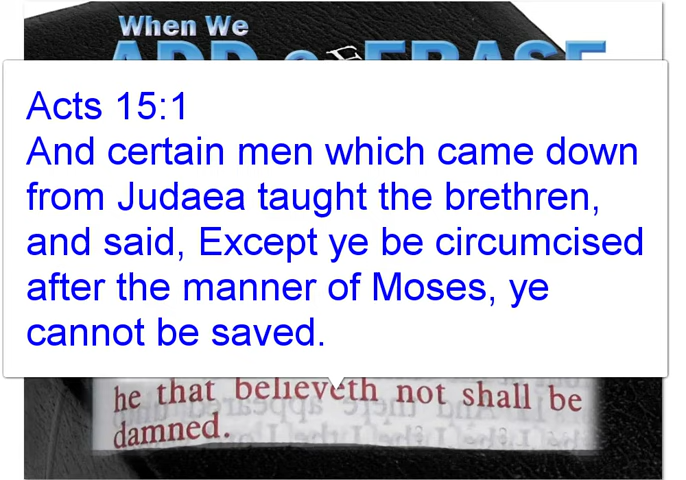 When We
ADD ERASE
Acts 15:1
And certain men which came down
from Judaea taught the brethren,
and said, Except ye be circumcised
after the manner of Moses, ye
cannot be saved.
he that believeth not shall be
damned.